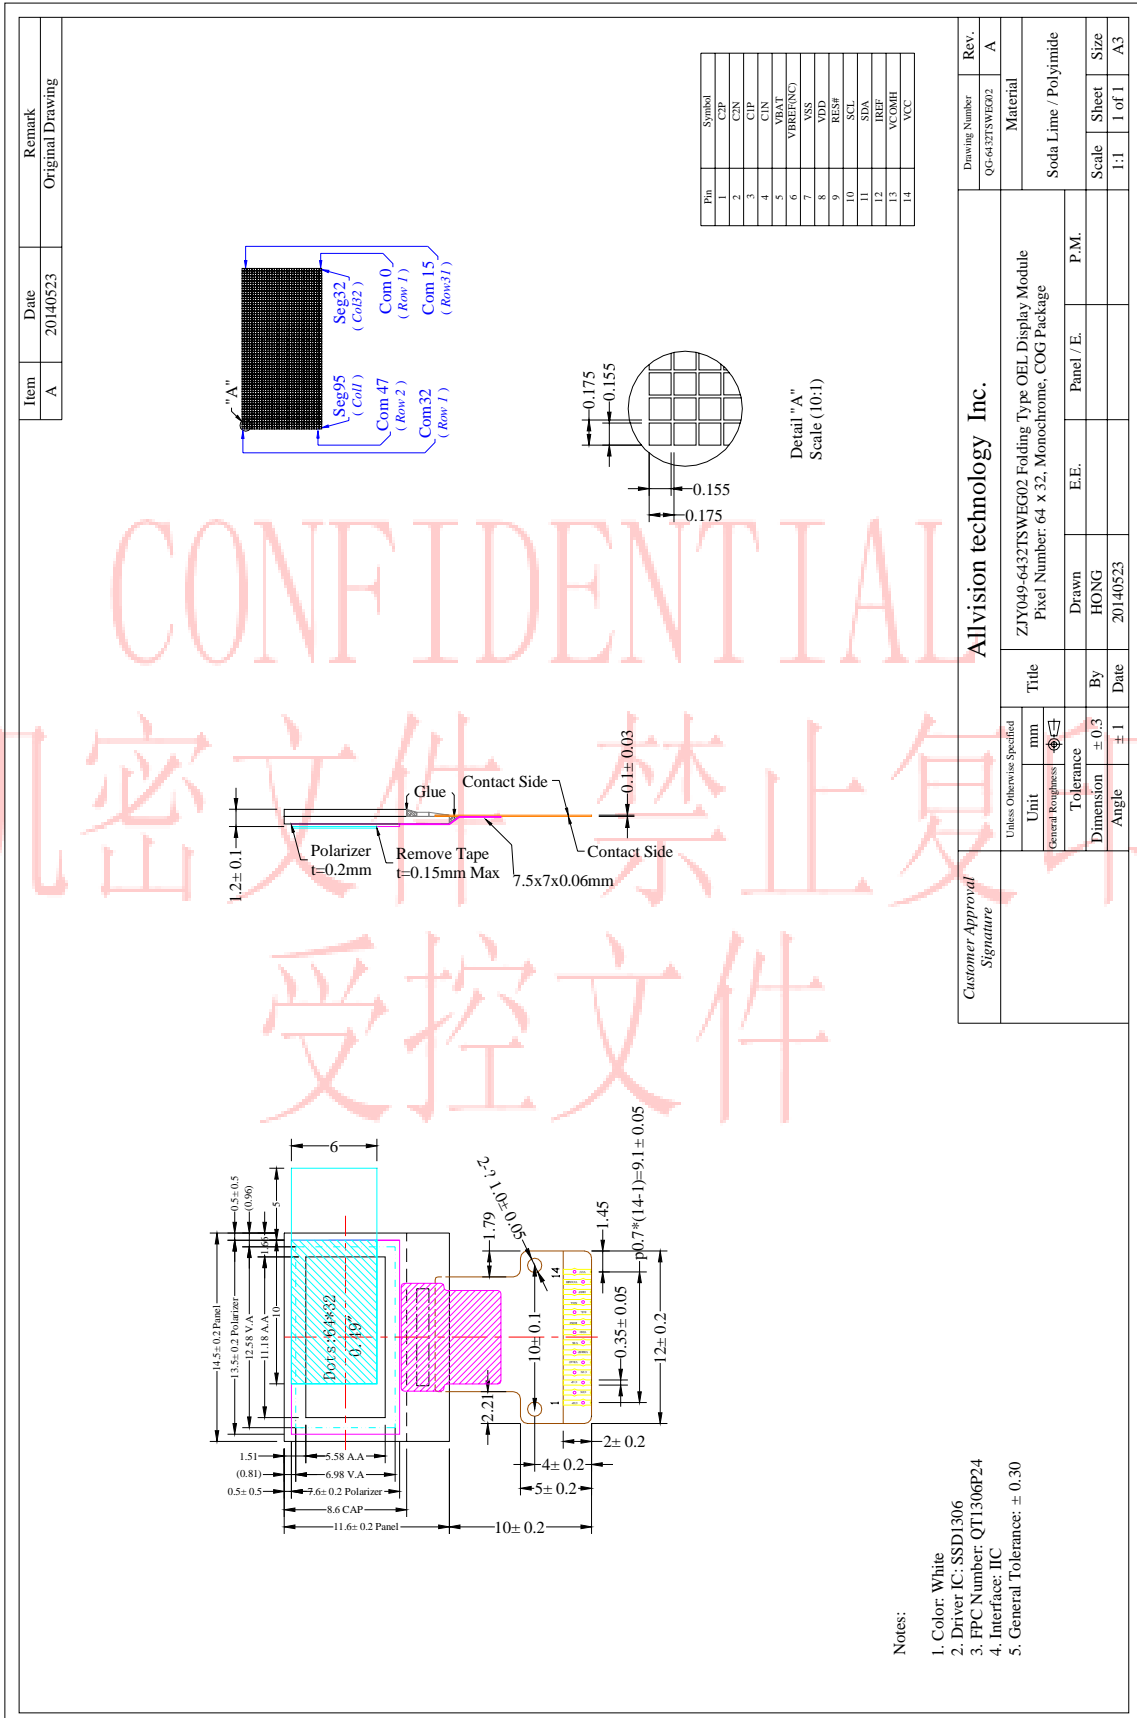 Item Date Remark
A 20140523 Original Drawing
"A"
Seg95
( Col1 )
Seg32
( Col32 )
Com 47
( Row 2 )
Com 0
( Row 1 )
Com32
( Row 1 )
Com 15
( Row31 )
0.175
0.155
0.155
0.175
Detail "A"
Scale (10:1)
Pin Symbol
1 C2P
2 C2N
3 C1P
4 C1N
5 VBAT
6 VBREF(NC)
7 VSS
8 VDD
9 RES#
10 SCL
11 SDA
12 IREF
13 VCOMH
14 VCC
CONFIDENTIAL
机密文件 禁止复印
受控文件
1.2± 0.1
Polarizer
t=0.2mm
Remove Tape
t=0.15mm Max
Glue
Contact Side
Contact Side
7.5x7x0.06mm
0.1± 0.03
14.5± 0.2 Panel
13.5± 0.2 Polarizer
12.58 V.A
11.18 A.A
10
1.66
(0.96)
0.5± 0.5
5
6
Dots:64*32
0.49"
1.51
5.58 A.A
(0.81)
6.98 V.A
0.5± 0.5
7.6± 0.2 Polarizer
8.6 CAP
11.6± 0.2 Panel
10± 0.2
5± 0.2
4± 0.2
2± 0.2
2.21
1.79
10± 0.1
1
14
1.45
p0.7*(14-1)=9.1± 0.05
0.35± 0.05
12± 0.2
Notes:
1. Color: White
2. Driver IC: SSD1306
3. FPC Number: QT1306P24
4. Interface: IIC
5. General Tolerance: ± 0.30
Customer Approval
Signature
Allvision technology Inc.
Drawing Number Rev.
QG-6432TSWEG02 A
Unless Otherwise Specified
Unit mm
General Roughness
Tolerance
Dimension ± 0.3
Angle ± 1
Title
ZJY049-6432TSWEG02 Folding Type OEL Display Module
Pixel Number: 64 x 32, Monochrome, COG Package
Material
Soda Lime / Polyimide
Drawn E.E. Panel / E. P.M.
By HONG
Date 20140523
Scale Sheet Size
1:1 1 of 1 A3